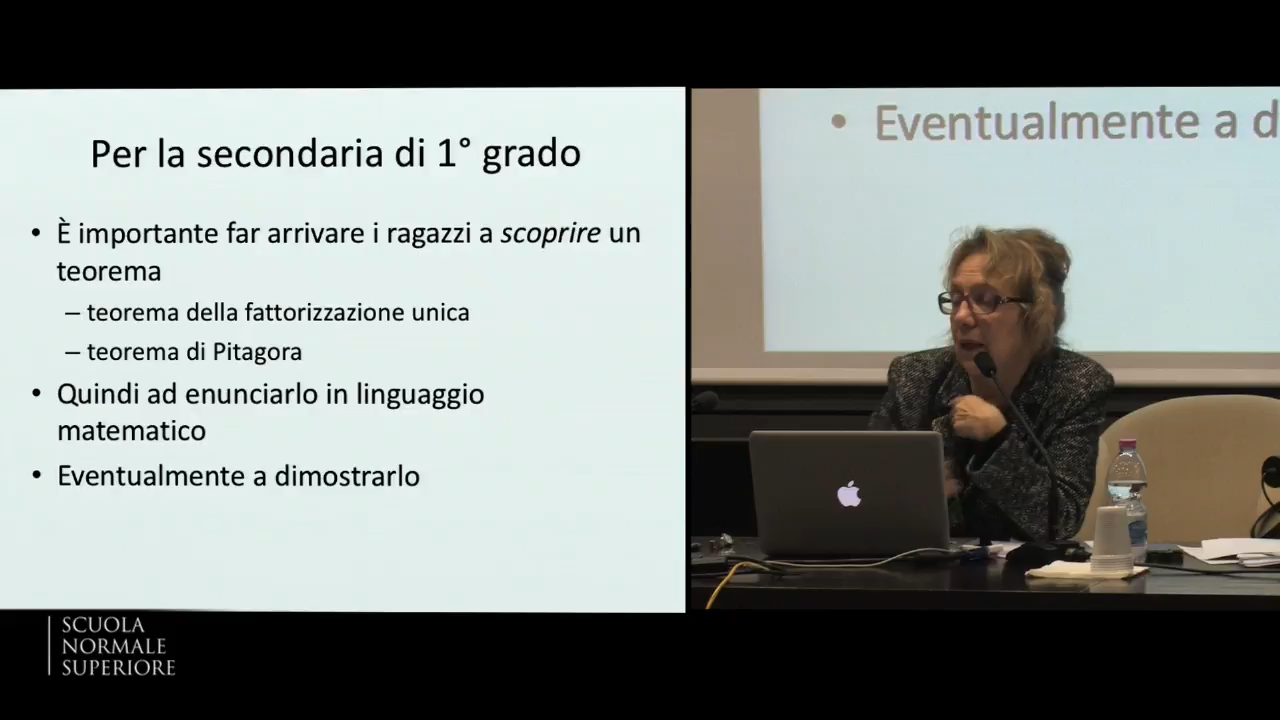 Per la secondaria di 1° grado
• È importante far arrivare i ragazzi a scoprire un
teorema
– teorema della fattorizzazione unica
– teorema di Pitagora
• Quindi ad enunciarlo in linguaggio
matematico
• Eventualmente a dimostrarlo
• Eventualmente a d
SCUOLA
NORMALE
SUPERIORE